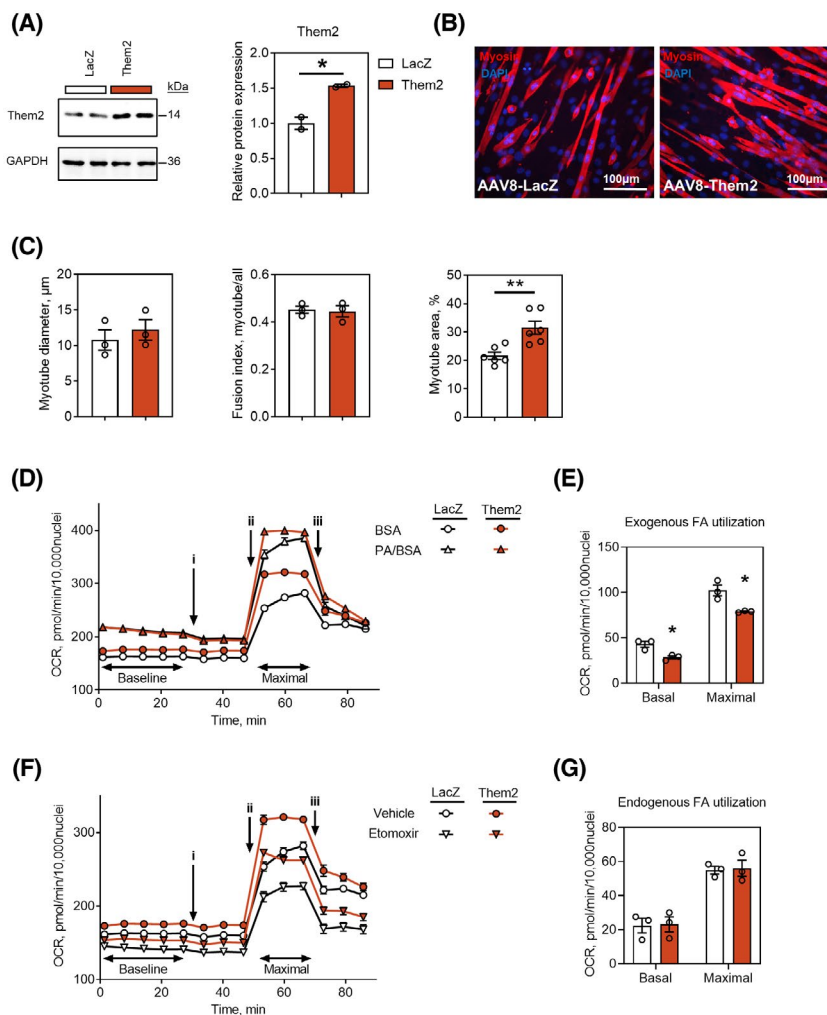 (A)
LacZ
Them2
kDa
Them2
14
GAPDH
36
Them2
Relative protein expression
2.0
1.5
1.0
0.5
0.0
*
LacZ
Them2
(B)
Myosin
DAPI
AAV8-LacZ
100µm
Myosin
DAPI
AAV8-Them2
100µm
(C)
Myotube diameter, µm
20
15
10
5
0
Fusion index, myotube/all
0.6
0.4
0.2
0.0
Myotube area, %
50
40
30
20
10
0
**
(D)
OCR, pmol/min/10,000nuclei
400
300
200
100
i
ii
iii
Baseline
Maximal
0
20
40
60
80
Time, min
LacZ
Them2
BSA
PA/BSA
(E)
Exogenous FA utilization
OCR, pmol/min/10,000nuclei
150
100
50
0
*
*
Basal
Maximal
(F)
OCR, pmol/min/10,000nuclei
300
200
100
i
ii
iii
Baseline
Maximal
0
20
40
60
80
Time, min
LacZ
Them2
Vehicle
Etomoxir
(G)
Endogenous FA utilization
OCR, pmol/min/10,000nuclei
80
60
40
20
0
Basal
Maximal